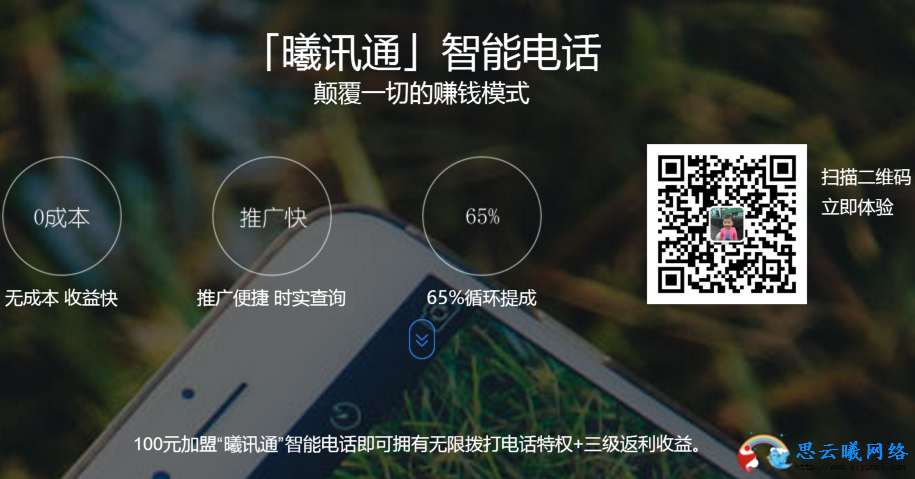 「曦讯通」智能电话
颠覆一切的赚钱模式
0成本
推广快
65%
扫描二维码
立即体验
无成本 收益快
推广便捷 时实查询
65%循环提成
100元加盟“曦讯通”智能电话即可拥有无限拨打电话特权+三级返利收益。
思云曦网络